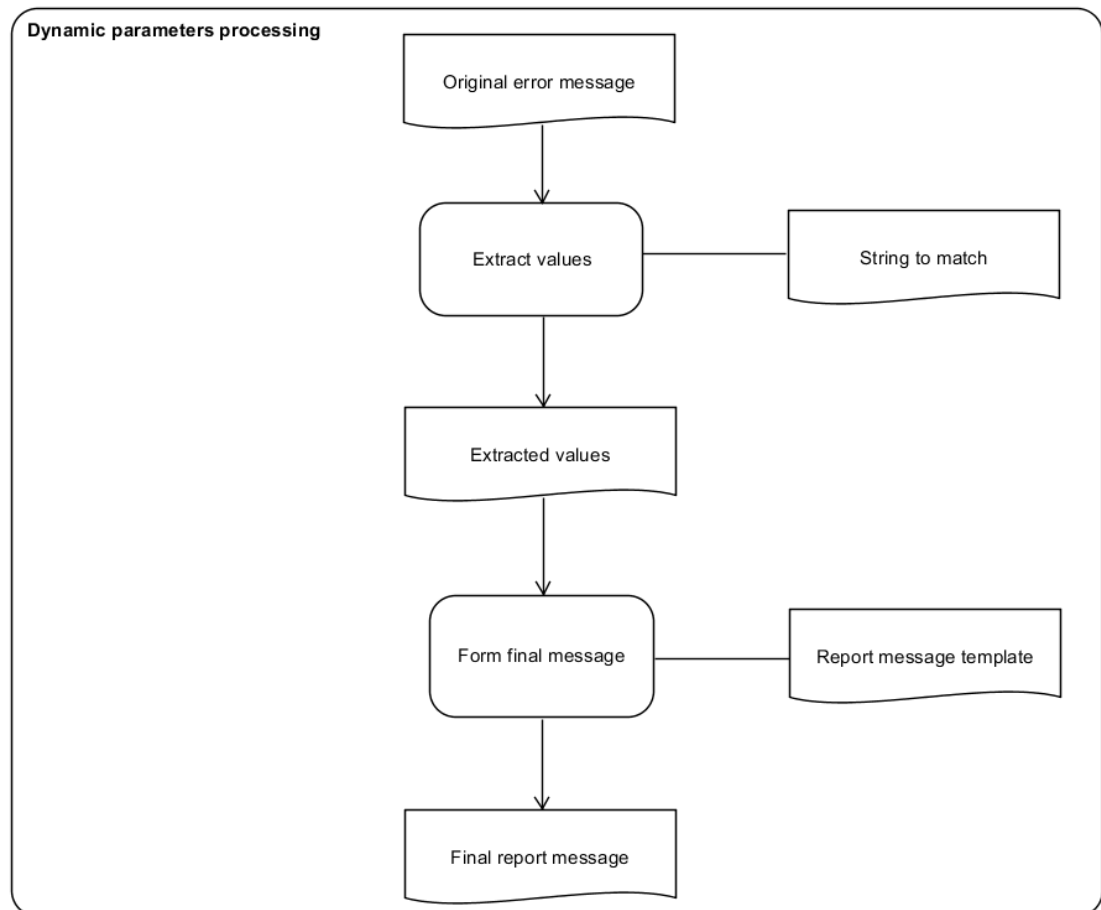 Dynamic parameters processing
Original error message
Extract values
String to match
Extracted values
Form final message
Report message template
Final report message